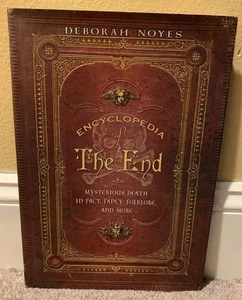 DEBORAH NOYES
ENCYCLOPEDIA
of
The End
MYSTERIOUS DEATH
IN FACT, FANCY, FOLKLORE,
AND MORE